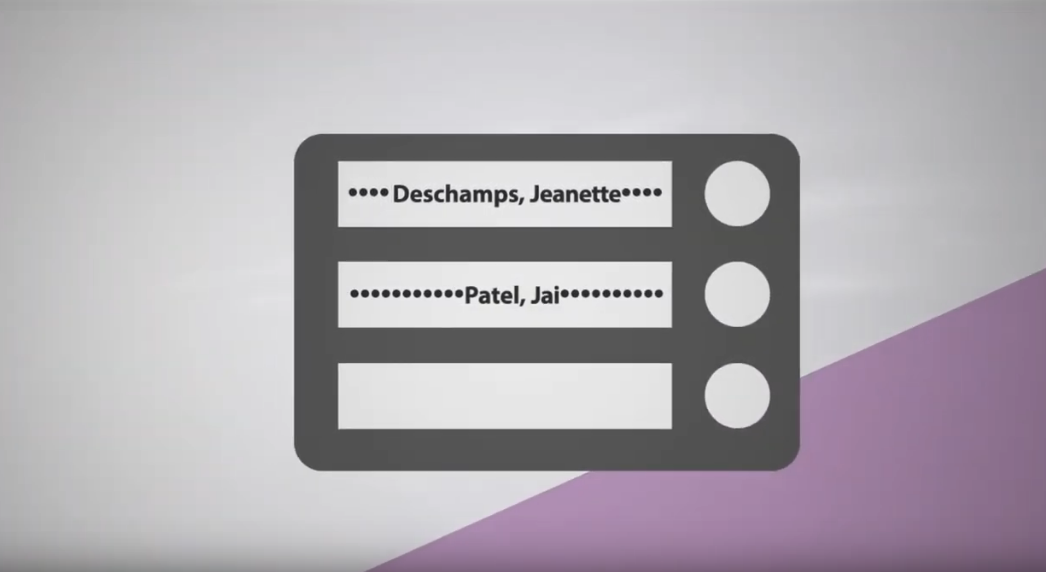 ••••Deschamps, Jeanette••••
•••••••••••Patel, Jai••••••••••